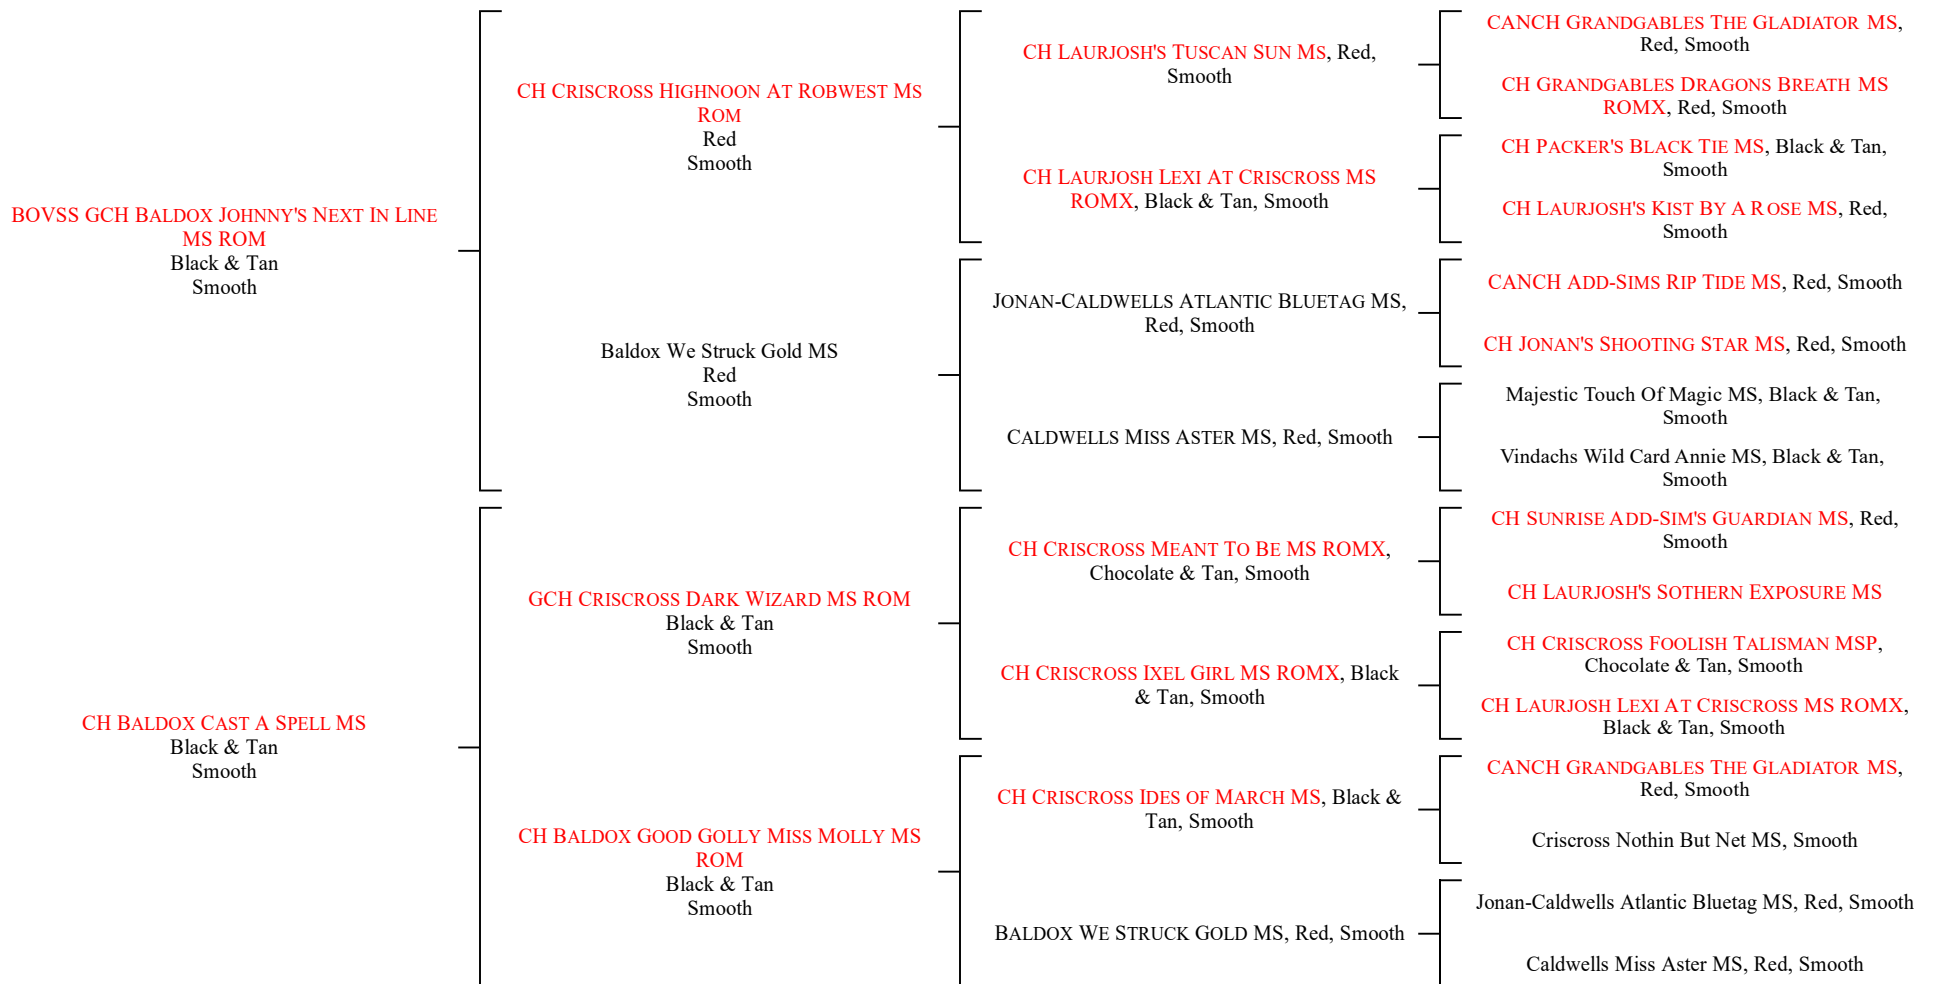 BOVSS GCH BALDOX JOHNNY'S NEXT IN LINE
MS ROM
Black & Tan
Smooth
CH BALDOX CAST A SPELL MS
Black & Tan
Smooth
CH CRISCROSS HIGHNOON AT ROBWEST MS
ROM
Red
Smooth
Baldox We Struck Gold MS
Red
Smooth
GCH CRISCROSS DARK WIZARD MS ROM
Black & Tan
Smooth
CH BALDOX GOOD GOLLY MISS MOLLY MS
ROM
Black & Tan
Smooth
CH LAURJOSH'S TUSCAN SUN MS, Red,
Smooth
CH LAURJOSH LEXI AT CRISCROSS MS
ROMX, Black & Tan, Smooth
JONAN-CALDWELLS ATLANTIC BLUETAG MS,
Red, Smooth
CALDWELLS MISS ASTER MS, Red, Smooth
CH CRISCROSS MEANT TO BE MS ROMX,
Chocolate & Tan, Smooth
CH CRISCROSS IXEL GIRL MS ROMX, Black
& Tan, Smooth
CH CRISCROSS IDES OF MARCH MS, Black &
Tan, Smooth
BALDOX WE STRUCK GOLD MS, Red, Smooth
CANCH GRANDGABLES THE GLADIATOR MS,
Red, Smooth
CH GRANDGABLES DRAGONS BREATH MS
ROMX, Red, Smooth
CH PACKER'S BLACK TIE MS, Black & Tan,
Smooth
CH LAURJOSH'S KIST BY A ROSE MS, Red,
Smooth
CANCH ADD-SIMS RIP TIDE MS, Red, Smooth
CH JONAN'S SHOOTING STAR MS, Red, Smooth
Majestic Touch Of Magic MS, Black & Tan,
Smooth
Vindachs Wild Card Annie MS, Black & Tan,
Smooth
CH SUNRISE ADD-SIM'S GUARDIAN MS, Red,
Smooth
CH LAURJOSH'S SOTHERN EXPOSURE MS
CH CRISCROSS FOOLISH TALISMAN MSP,
Chocolate & Tan, Smooth
CH LAURJOSH LEXI AT CRISCROSS MS ROMX,
Black & Tan, Smooth
CANCH GRANDGABLES THE GLADIATOR MS,
Red, Smooth
Criscross Nothin But Net MS, Smooth
Jonan-Caldwells Atlantic Bluetag MS, Red, Smooth
Caldwells Miss Aster MS, Red, Smooth